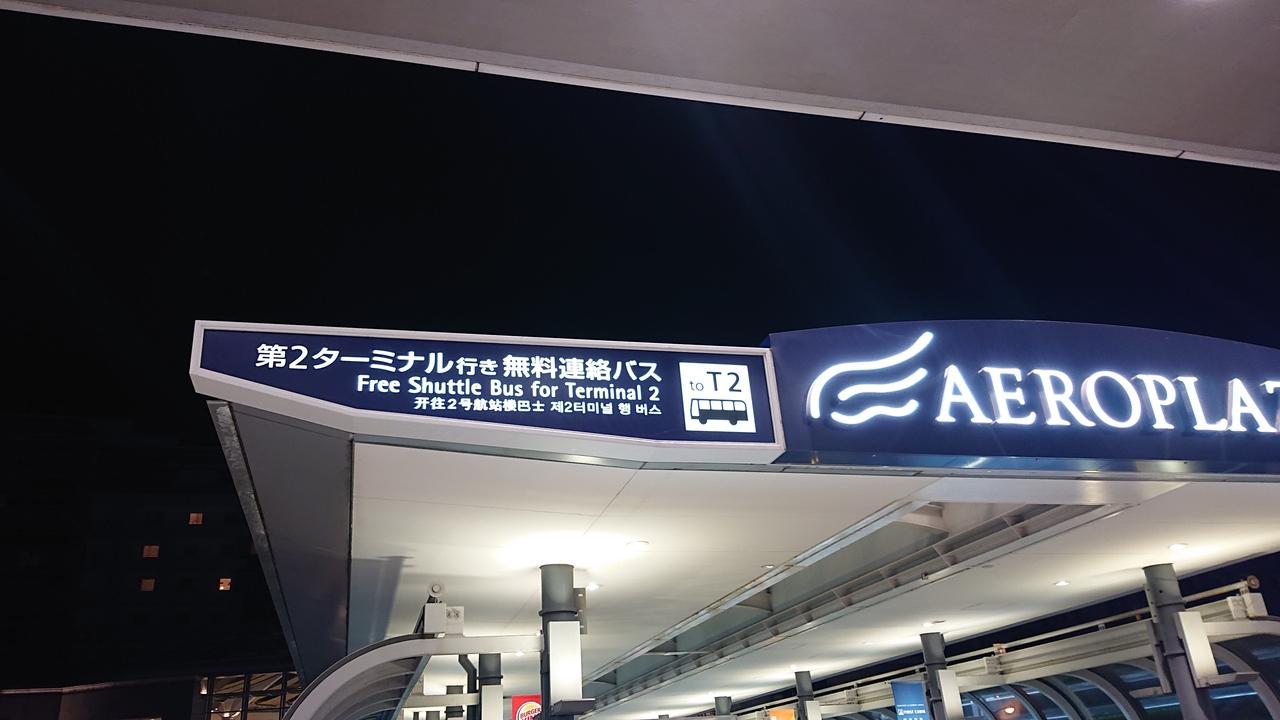 第2ターミナル行き 無料連絡バス
Free Shuttle Bus for Terminal 2
开往2号航站楼巴士 제2터미널 행 버스
to T2
AEROPLAZ
BURGER